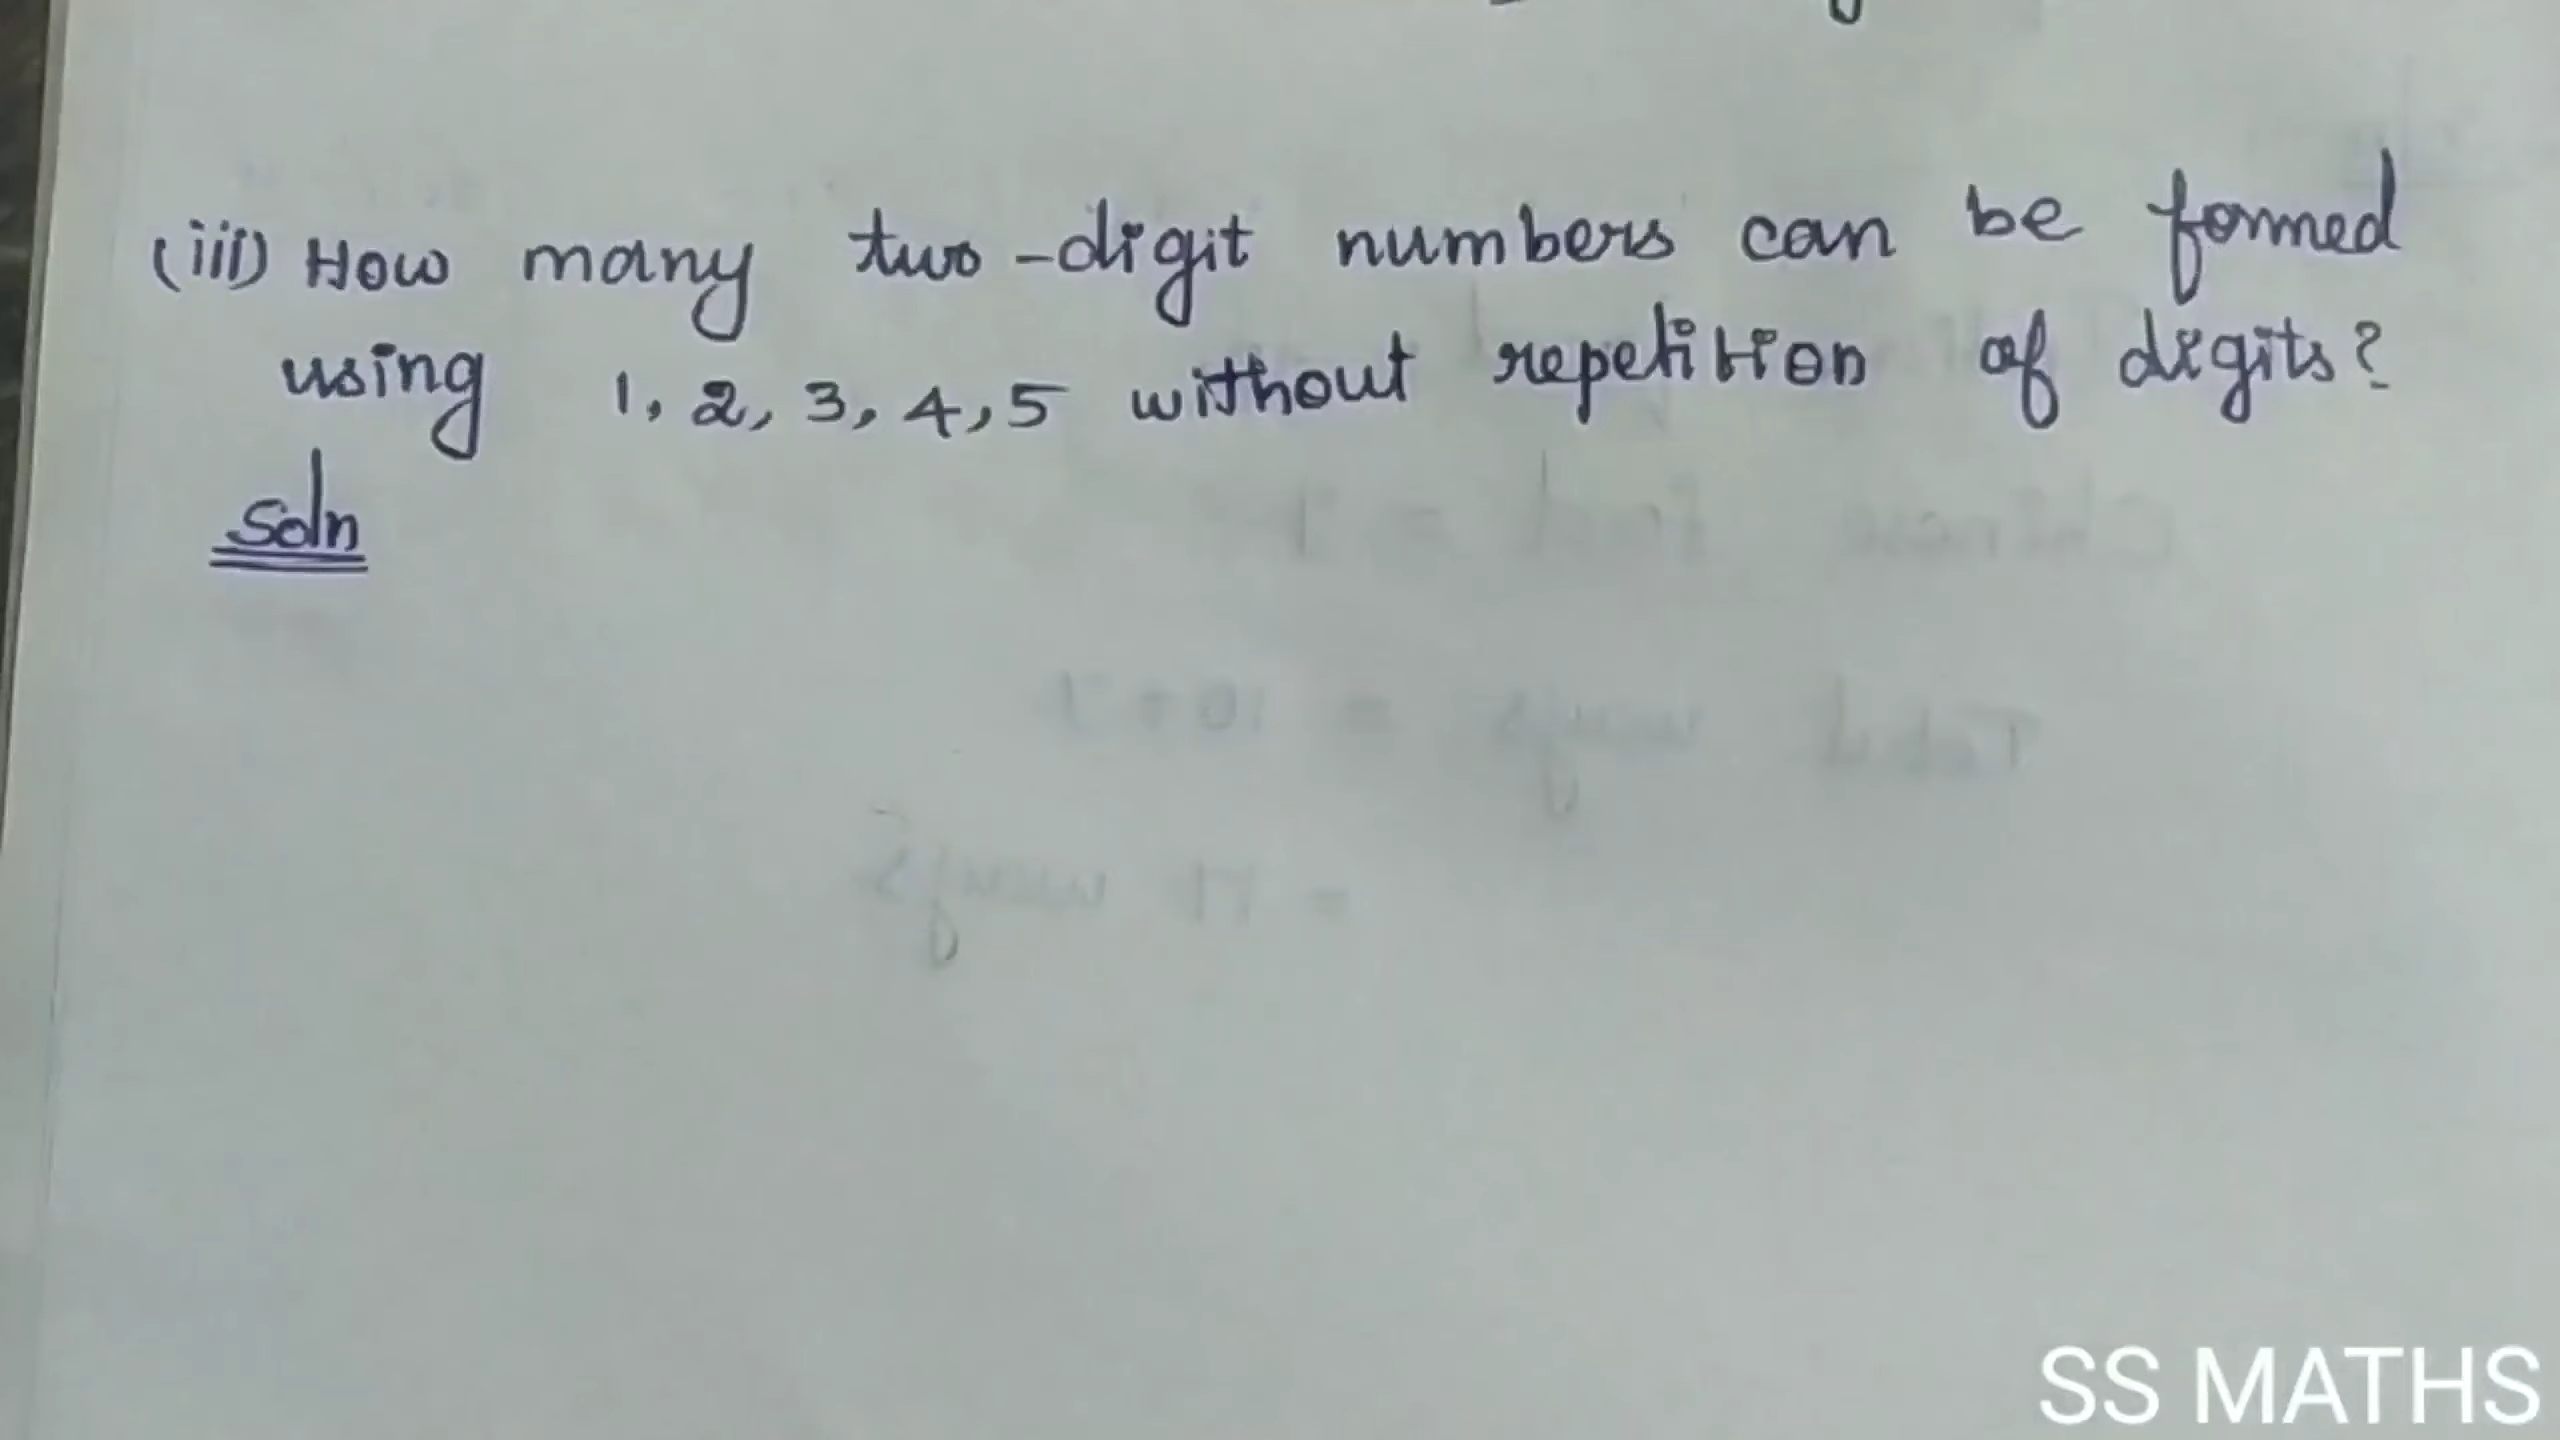 (iii) How many two-digit numbers can be formed
using 1, 2, 3, 4, 5 without repetition of digits?
Soln
SS MATHS